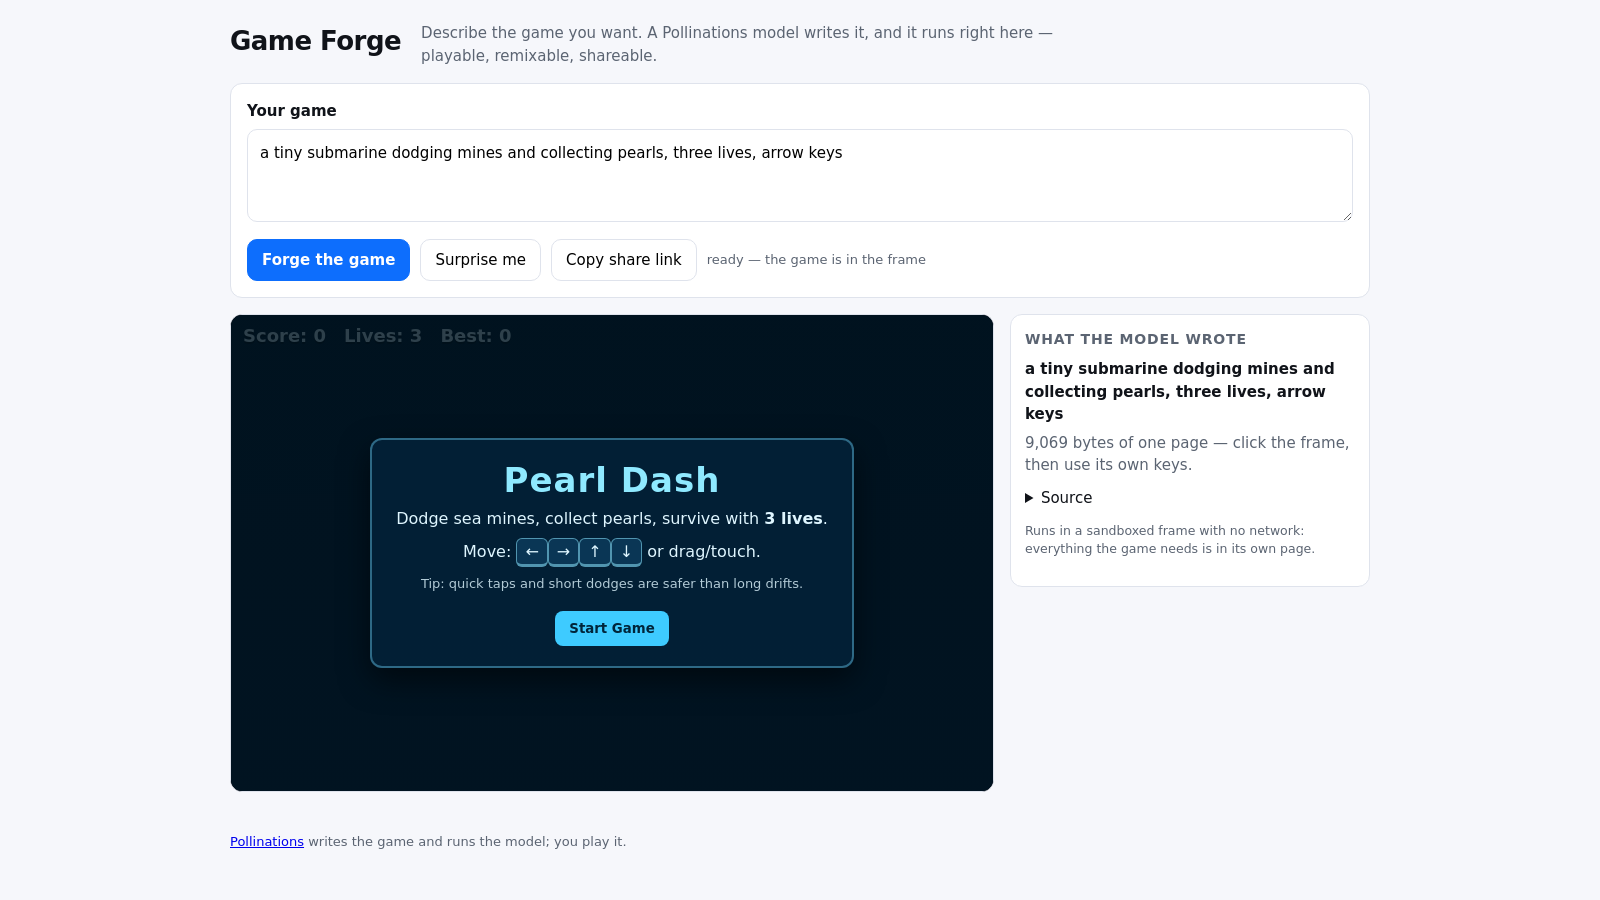 Game Forge
Describe the game you want. A Pollinations model writes it, and it runs right here —
playable, remixable, shareable.
Your game
a tiny submarine dodging mines and collecting pearls, three lives, arrow keys
Forge the game
Surprise me
Copy share link
ready — the game is in the frame
Score: 0 Lives: 3 Best: 0
Pearl Dash
Dodge sea mines, collect pearls, survive with 3 lives.
Move: ← → ↑ ↓ or drag/touch.
Tip: quick taps and short dodges are safer than long drifts.
Start Game
WHAT THE MODEL WROTE
a tiny submarine dodging mines and
collecting pearls, three lives, arrow
keys
9,069 bytes of one page — click the frame,
then use its own keys.
Source
Runs in a sandboxed frame with no network:
everything the game needs is in its own page.
Pollinations writes the game and runs the model; you play it.